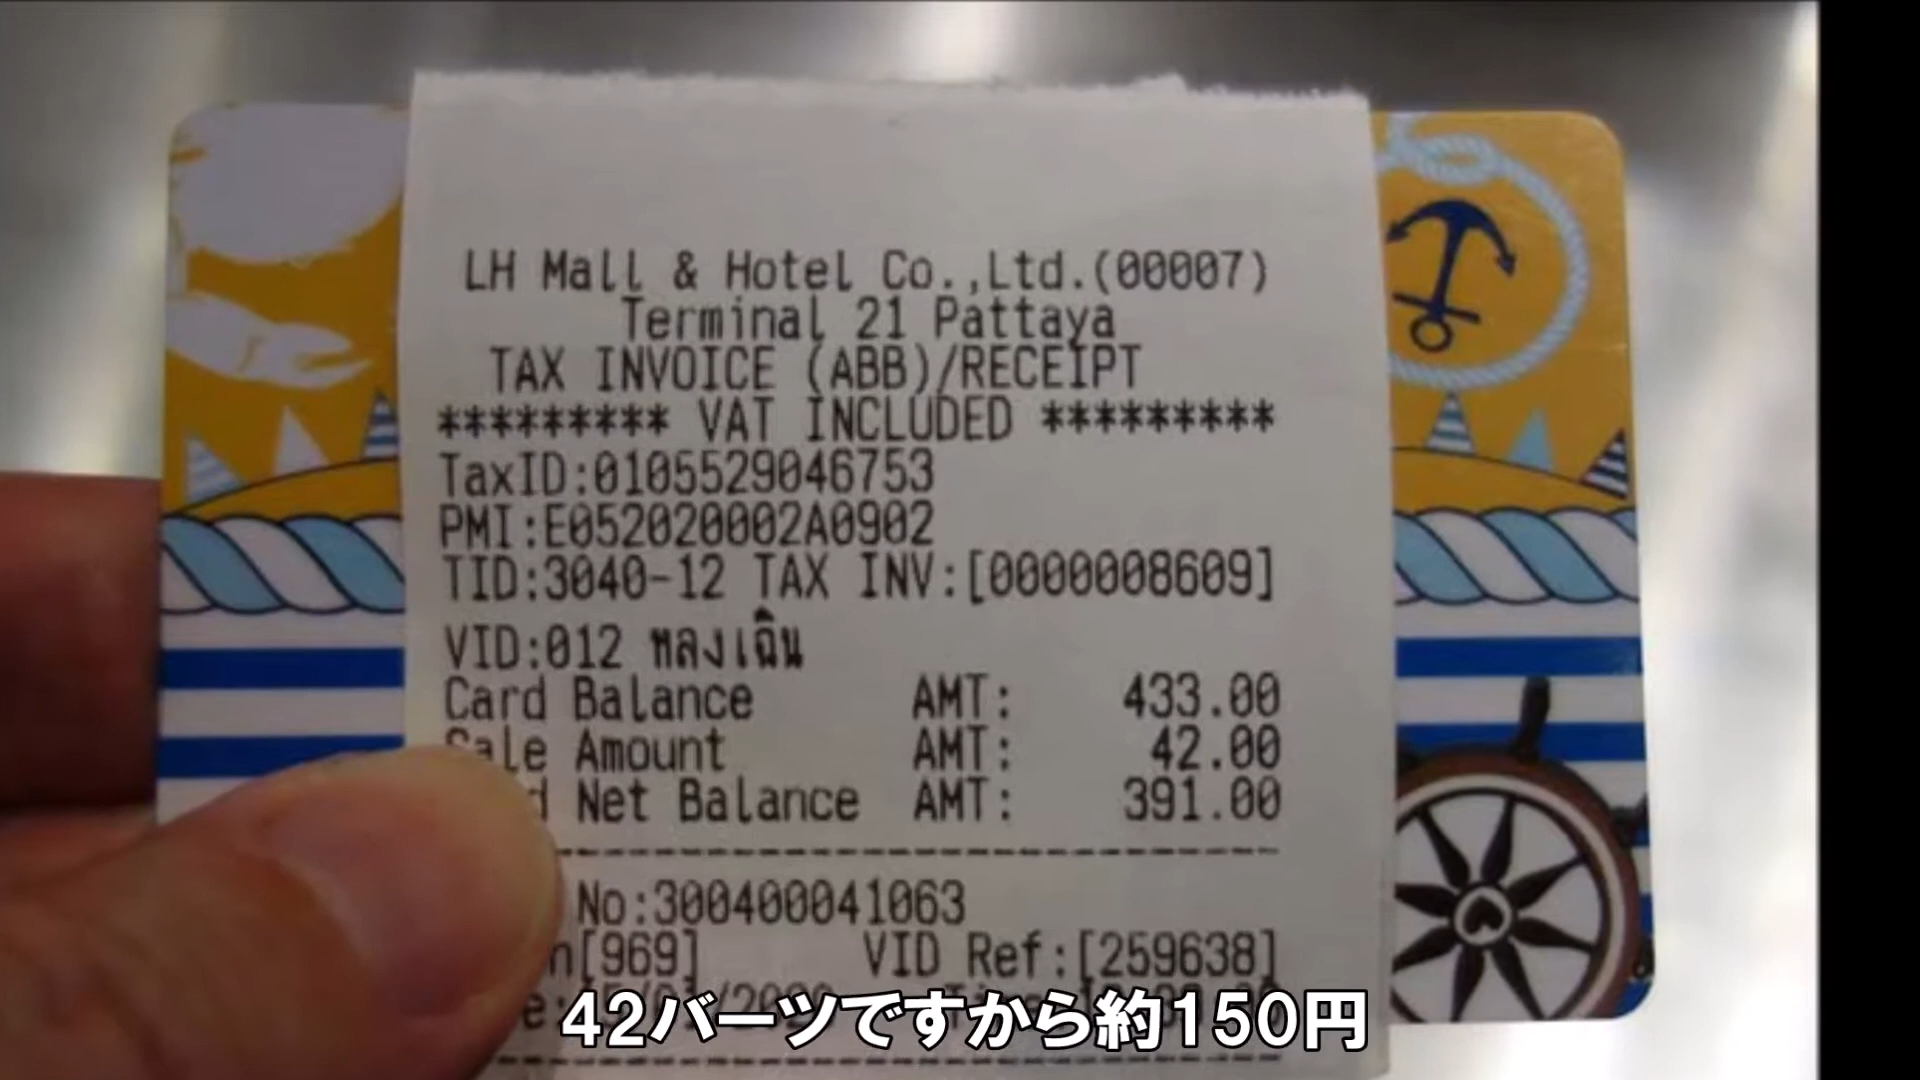 LH Mall & Hotel Co.,Ltd.(00007)
Terminal 21 Pattaya
TAX INVOICE (ABB)/RECEIPT
********* VAT INCLUDED *********
TaxID:0105529046753
PMI:E052020002A0902
TID:3040-12 TAX INV:[0000008609]
VID:012 หลงเฉิน
Card Balance AMT: 433.00
Sale Amount AMT: 42.00
Net Balance AMT: 391.00
No:300400041063
[969] VID Ref:[259638]
42バーツですから約150円